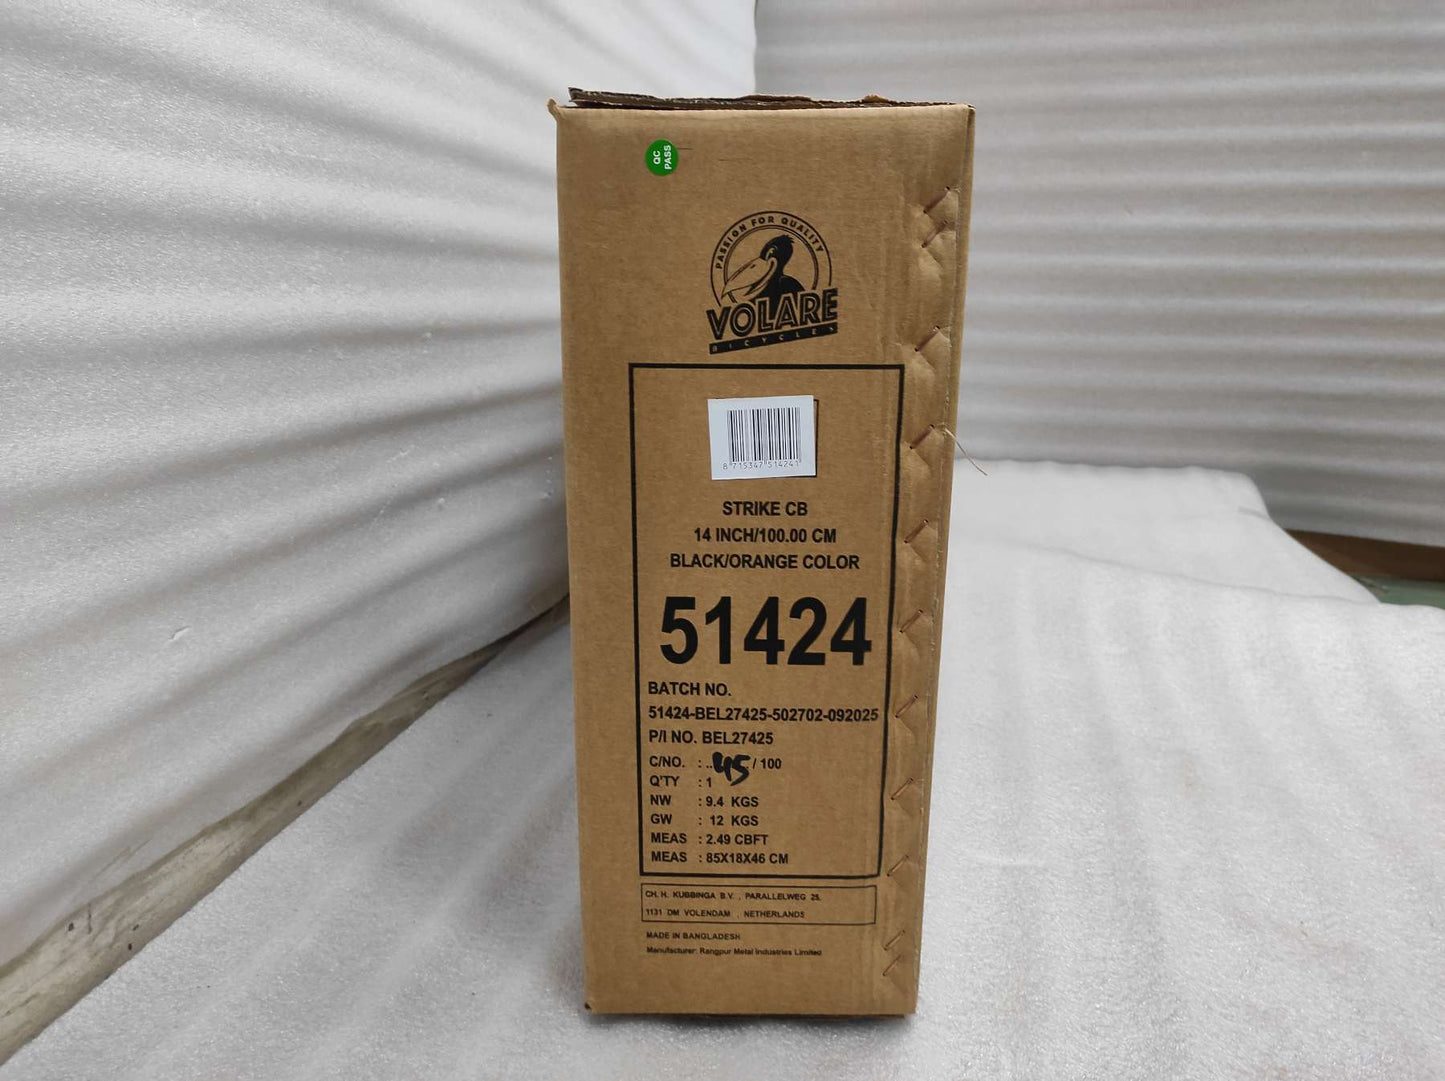 QC
PASS
PASSION FOR QUALITY
VOLARE
BICYCLES
8 715347 514241
STRIKE CB
14 INCH/100.00 CM
BLACK/ORANGE COLOR
51424
BATCH NO.
51424-BEL27425-502702-092025
P/I NO. BEL27425
C/NO. : ..45/ 100
Q'TY : 1
NW : 9.4 KGS
GW : 12 KGS
MEAS : 2.49 CBFT
MEAS : 85X18X46 CM
CH. H. KUBBINGA B.V. , PARALLELWEG 25,
1131 DM VOLENDAM , NETHERLANDS
MADE IN BANGLADESH
Manufacturer: Rangpur Metal Industries Limited